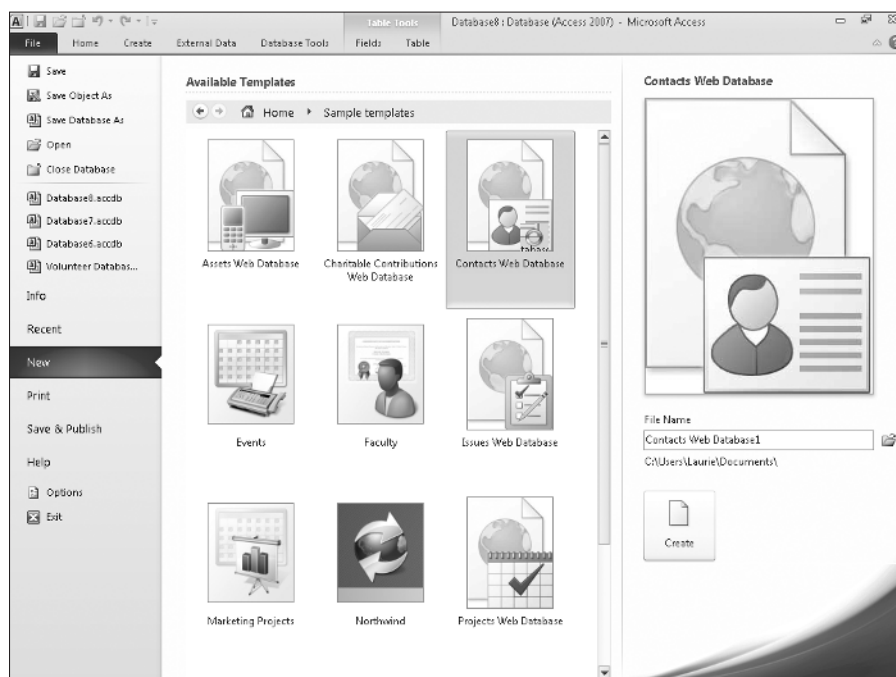 Table Tools
Database8 : Database (Access 2007) - Microsoft Access
File Home Create External Data Database Tools Fields Table
Save
Save Object As
Save Database As
Open
Close Database
Database8.accdb
Database7.accdb
Database6.accdb
Volunteer Databas...
Info
Recent
New
Print
Save & Publish
Help
Options
Exit
Available Templates
Home Sample templates
Assets Web Database
Charitable Contributions
Web Database
Contacts Web Database
Events
Faculty
Issues Web Database
Marketing Projects
Northwind
Projects Web Database
Contacts Web Database
File Name
Contacts Web Database1
C:\Users\Laurie\Documents\
Create